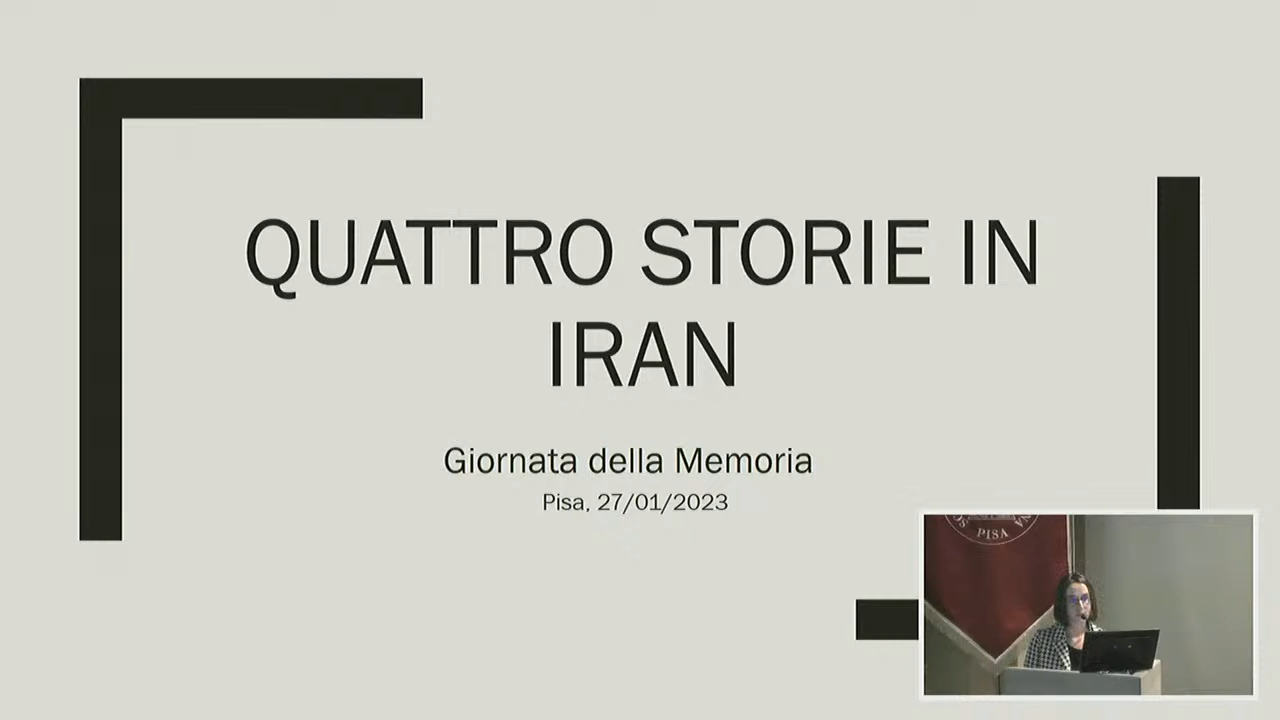 QUATTRO STORIE IN
IRAN
Giornata della Memoria
Pisa, 27/01/2023
PISA